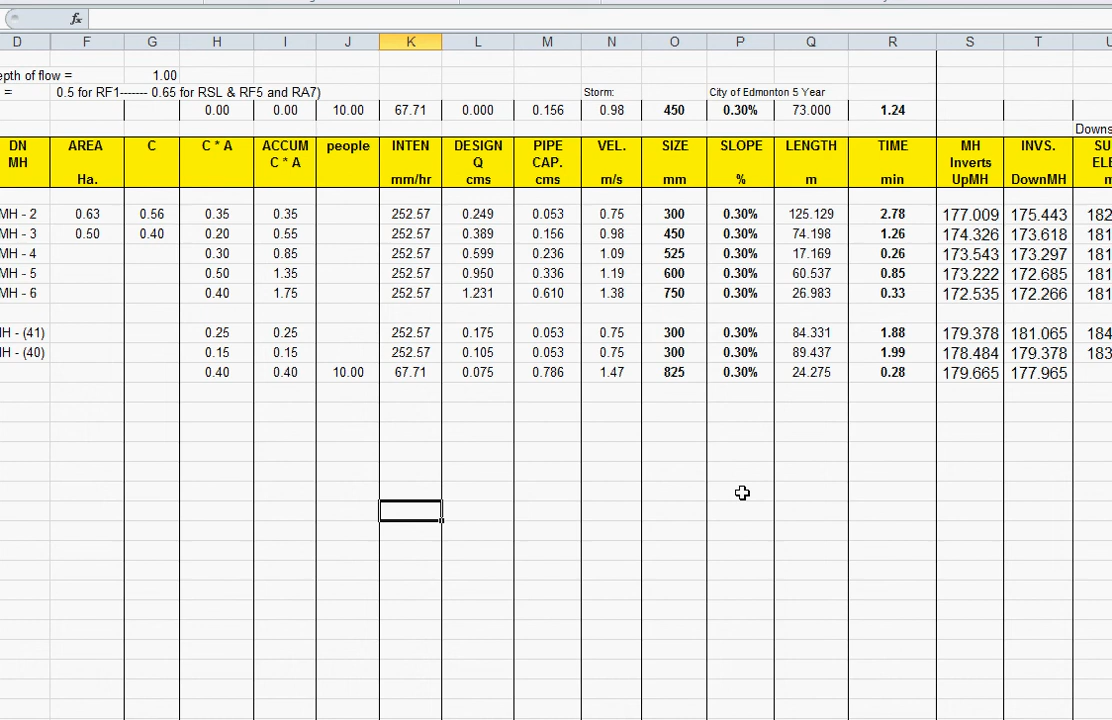 fx
D F G H I J K L M N O P Q R S T U
epth of flow = 1.00
= 0.5 for RF1------- 0.65 for RSL & RF5 and RA7) Storm: City of Edmonton 5 Year
0.00 0.00 10.00 67.71 0.000 0.156 0.98 450 0.30% 73.000 1.24
Downs
DN AREA C C * A ACCUM people INTEN DESIGN PIPE VEL. SIZE SLOPE LENGTH TIME MH INVS. SU
MH C * A Q CAP. Inverts ELE
Ha. mm/hr cms cms m/s mm % m min UpMH DownMH m
MH - 2 0.63 0.56 0.35 0.35 252.57 0.249 0.053 0.75 300 0.30% 125.129 2.78 177.009 175.443 182
MH - 3 0.50 0.40 0.20 0.55 252.57 0.389 0.156 0.98 450 0.30% 74.198 1.26 174.326 173.618 181
MH - 4 0.30 0.85 252.57 0.599 0.236 1.09 525 0.30% 17.169 0.26 173.543 173.297 181
MH - 5 0.50 1.35 252.57 0.950 0.336 1.19 600 0.30% 60.537 0.85 173.222 172.685 181
MH - 6 0.40 1.75 252.57 1.231 0.610 1.38 750 0.30% 26.983 0.33 172.535 172.266 181
H - (41) 0.25 0.25 252.57 0.175 0.053 0.75 300 0.30% 84.331 1.88 179.378 181.065 184
H - (40) 0.15 0.15 252.57 0.105 0.053 0.75 300 0.30% 89.437 1.99 178.484 179.378 183
0.40 0.40 10.00 67.71 0.075 0.786 1.47 825 0.30% 24.275 0.28 179.665 177.965